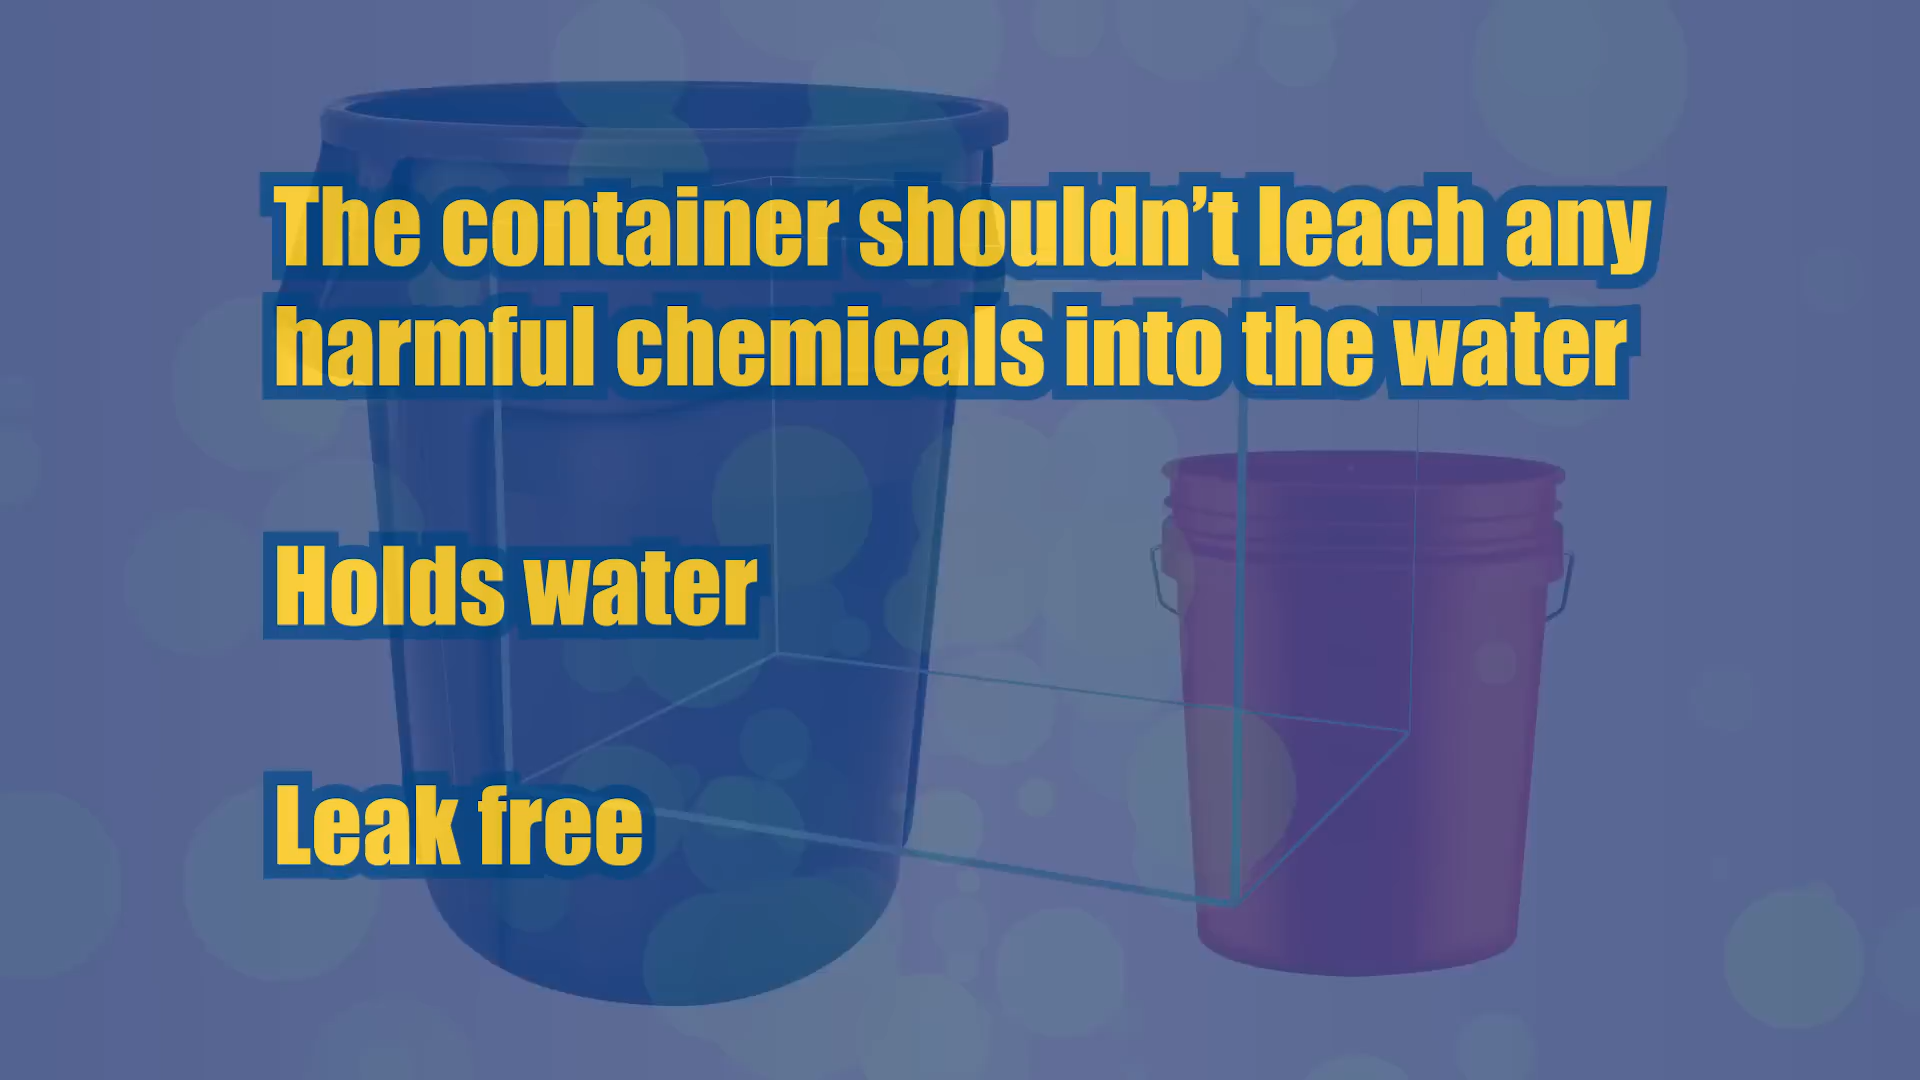 The container shouldn’t leach any
harmful chemicals into the water
Holds water
Leak free